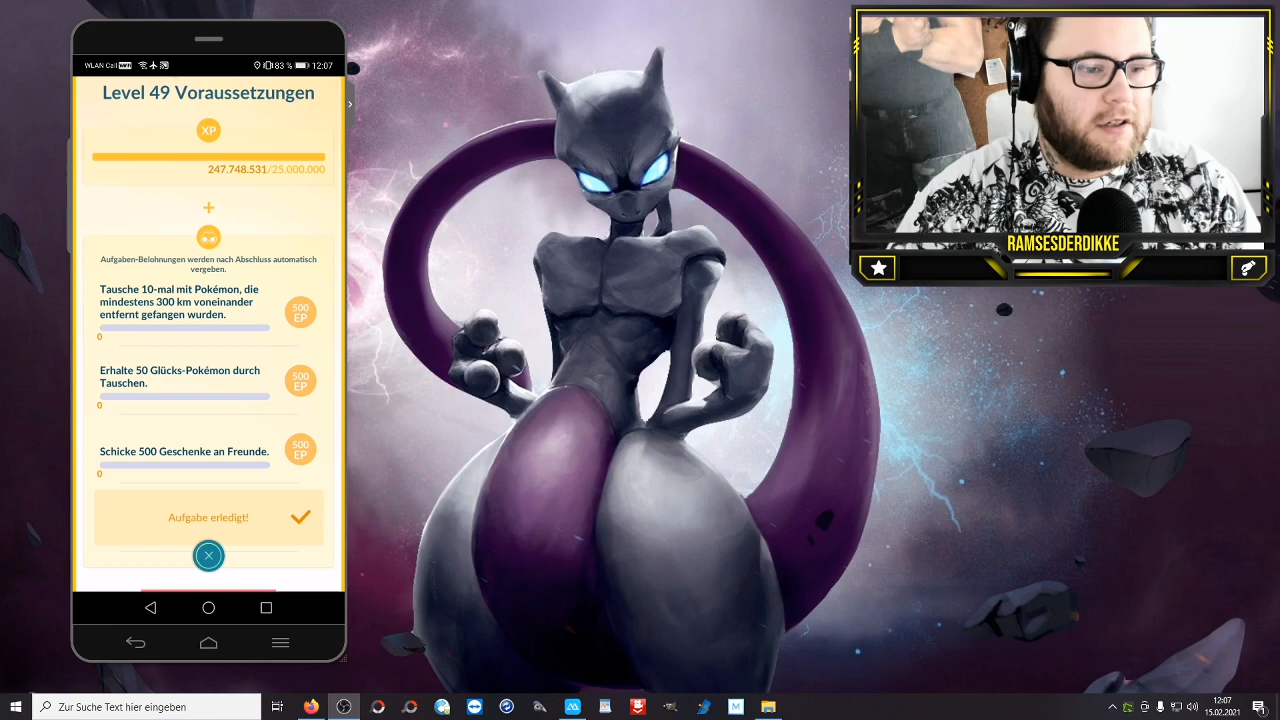 WLAN Call
83 %
12:07
Level 49 Voraussetzungen
XP
247.748.531/25.000.000
+
Aufgaben-Belohnungen werden nach Abschluss automatisch
vergeben.
Tausche 10-mal mit Pokémon, die
mindestens 300 km voneinander
entfernt gefangen wurden.
500
EP
0
Erhalte 50 Glücks-Pokémon durch
Tauschen.
500
EP
0
Schicke 500 Geschenke an Freunde.
500
EP
0
Aufgabe erledigt!
RAMSESDERDIKKE
Zur Suche Text hier eingeben
M
12:07
15.02.2021